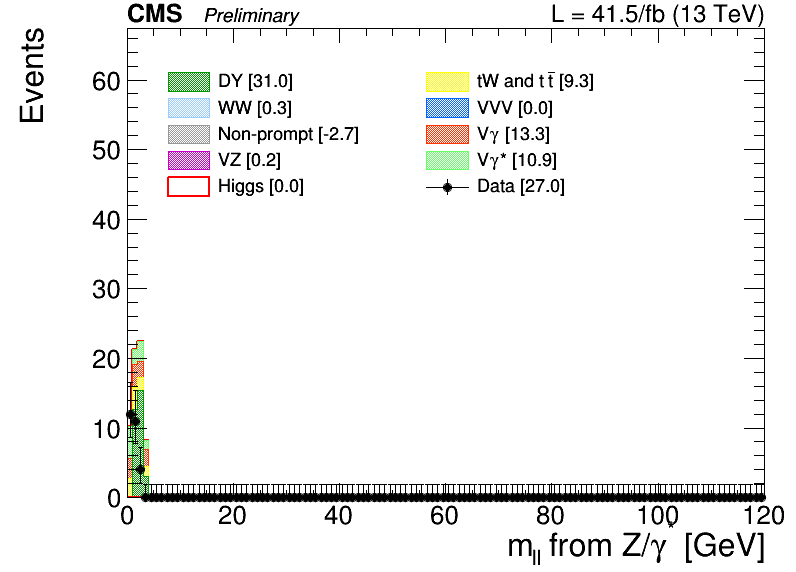 CMS Preliminary L = 41.5/fb (13 TeV)
Events
60
50
40
30
20
10
0
DY [31.0]
WW [0.3]
Non-prompt [-2.7]
VZ [0.2]
Higgs [0.0]
tW and tt̄ [9.3]
VVV [0.0]
Vγ [13.3]
Vγ* [10.9]
Data [27.0]
0 20 40 60 80 100 120
m_ll from Z/γ* [GeV]